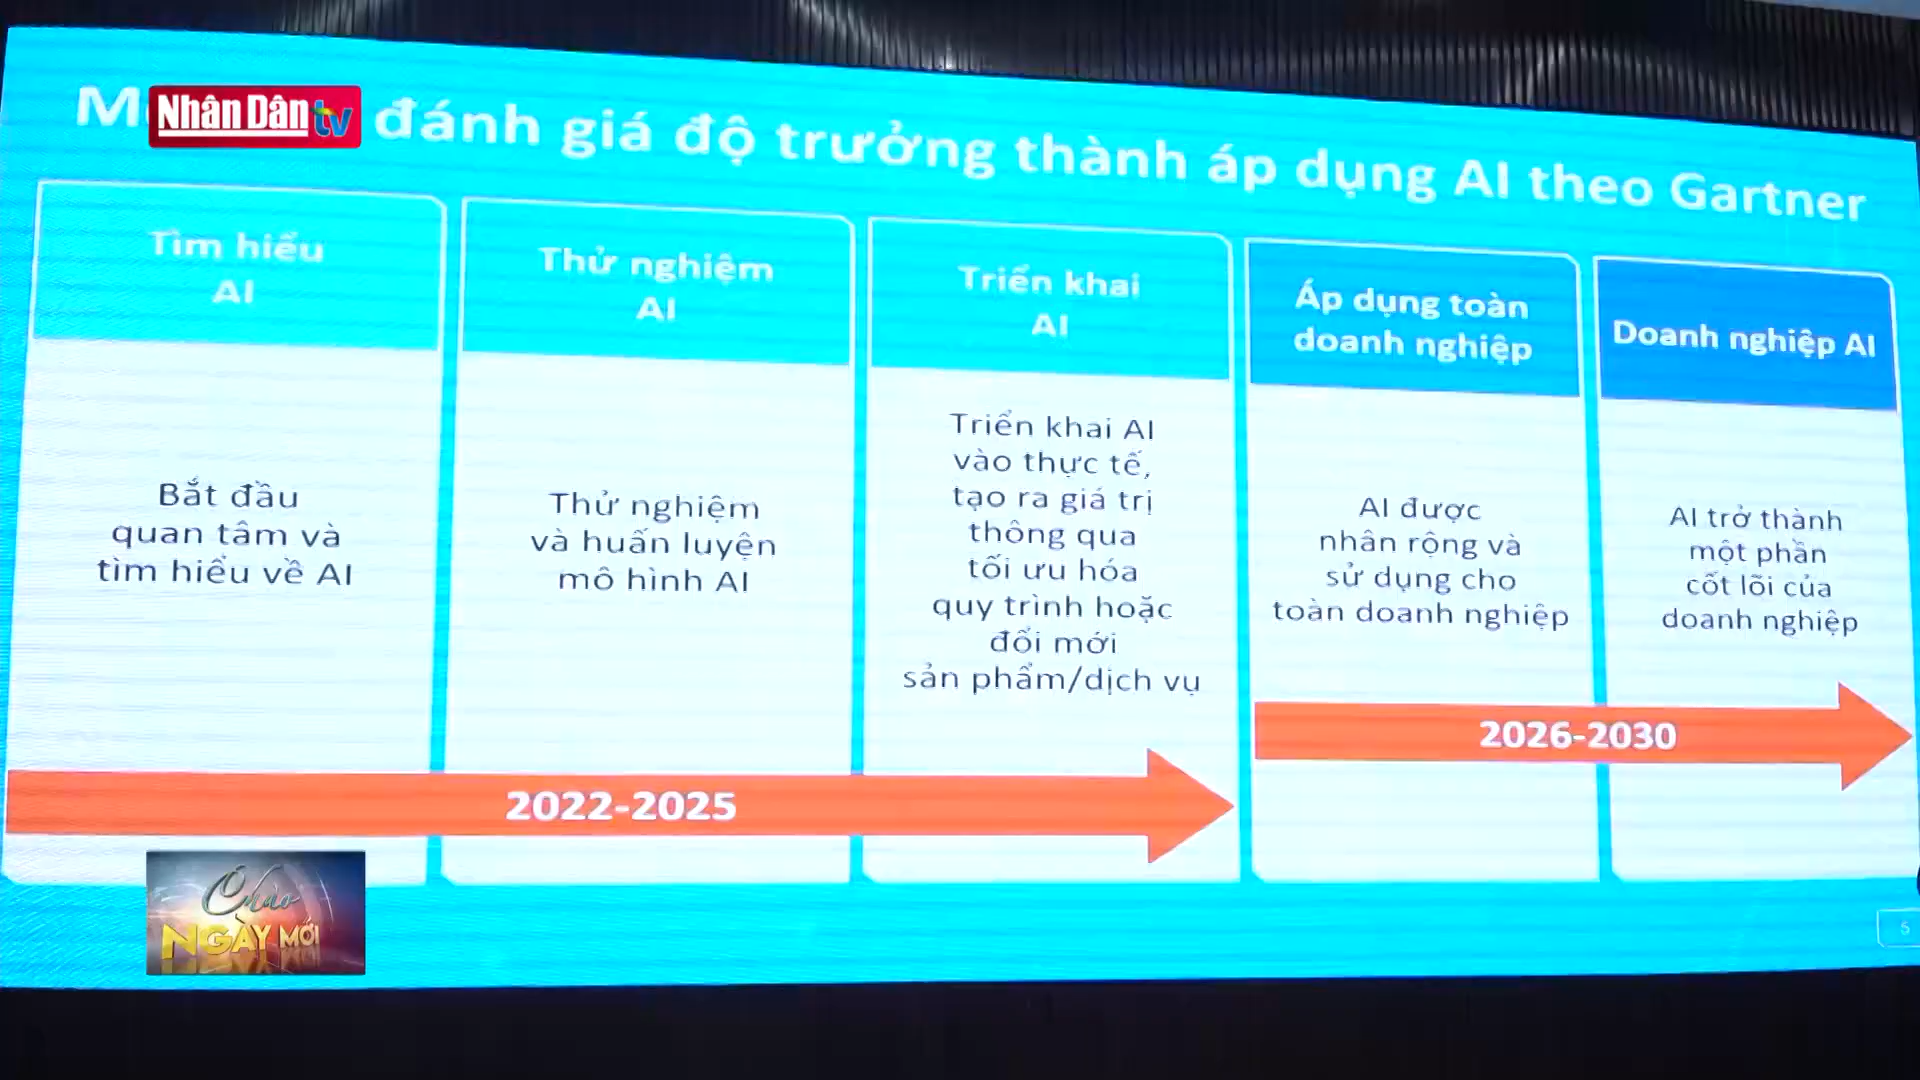 Nhân Dân tv
đánh giá độ trưởng thành áp dụng AI theo Gartner
Tìm hiểu
AI
Thử nghiệm
AI
Triển khai
AI
Áp dụng toàn
doanh nghiệp
Doanh nghiệp AI
Bắt đầu
quan tâm và
tìm hiểu về AI
Thử nghiệm
và huấn luyện
mô hình AI
Triển khai AI
vào thực tế,
tạo ra giá trị
thông qua
tối ưu hóa
quy trình hoặc
đổi mới
sản phẩm/dịch vụ
AI được
nhân rộng và
sử dụng cho
toàn doanh nghiệp
AI trở thành
một phần
cốt lõi của
doanh nghiệp
2022-2025
2026-2030
Chào
NGÀY MỚI
5